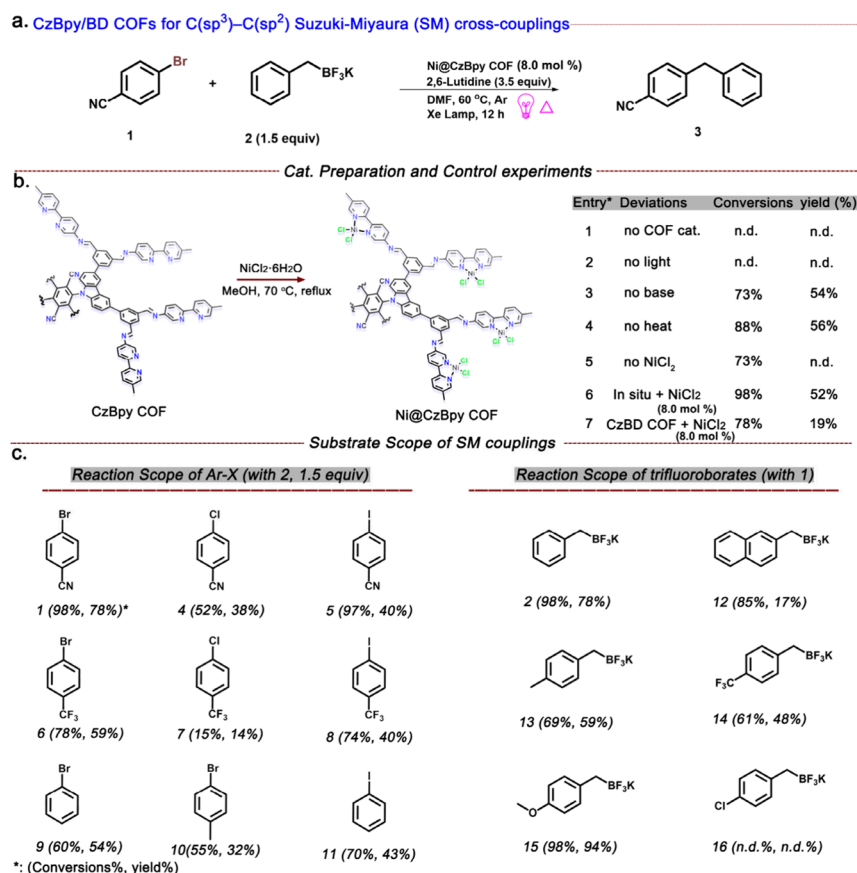 a. CzBpy/BD COFs for C(sp³)–C(sp²) Suzuki-Miyaura (SM) cross-couplings
Br
NC
1
+
BF₃K
2 (1.5 equiv)
Ni@CzBpy COF (8.0 mol %)
2,6-Lutidine (3.5 equiv)
DMF, 60 °C, Ar
Xe Lamp, 12 h
NC
3
Cat. Preparation and Control experiments
b.
CzBpy COF
NiCl₂·6H₂O
MeOH, 70 °C, reflux
Ni@CzBpy COF
Entry* Deviations Conversions yield (%)
1 no COF cat. n.d. n.d.
2 no light n.d. n.d.
3 no base 73% 54%
4 no heat 88% 56%
5 no NiCl₂ 73% n.d.
6 In situ + NiCl₂ 98% 52%
(8.0 mol %)
7 CzBD COF + NiCl₂ 78% 19%
(8.0 mol %)
Substrate Scope of SM couplings
c.
Reaction Scope of Ar-X (with 2, 1.5 equiv)
Reaction Scope of trifluoroborates (with 1)
Br
CN
1 (98%, 78%)*
Cl
CN
4 (52%, 38%)
I
CN
5 (97%, 40%)
BF₃K
2 (98%, 78%)
BF₃K
12 (85%, 17%)
Br
CF₃
6 (78%, 59%)
Cl
CF₃
7 (15%, 14%)
I
CF₃
8 (74%, 40%)
BF₃K
13 (69%, 59%)
F₃C
BF₃K
14 (61%, 48%)
Br
9 (60%, 54%)
Br
10(55%, 32%)
I
11 (70%, 43%)
O
BF₃K
15 (98%, 94%)
Cl
BF₃K
16 (n.d.%, n.d.%)
*: (Conversions%, yield%)